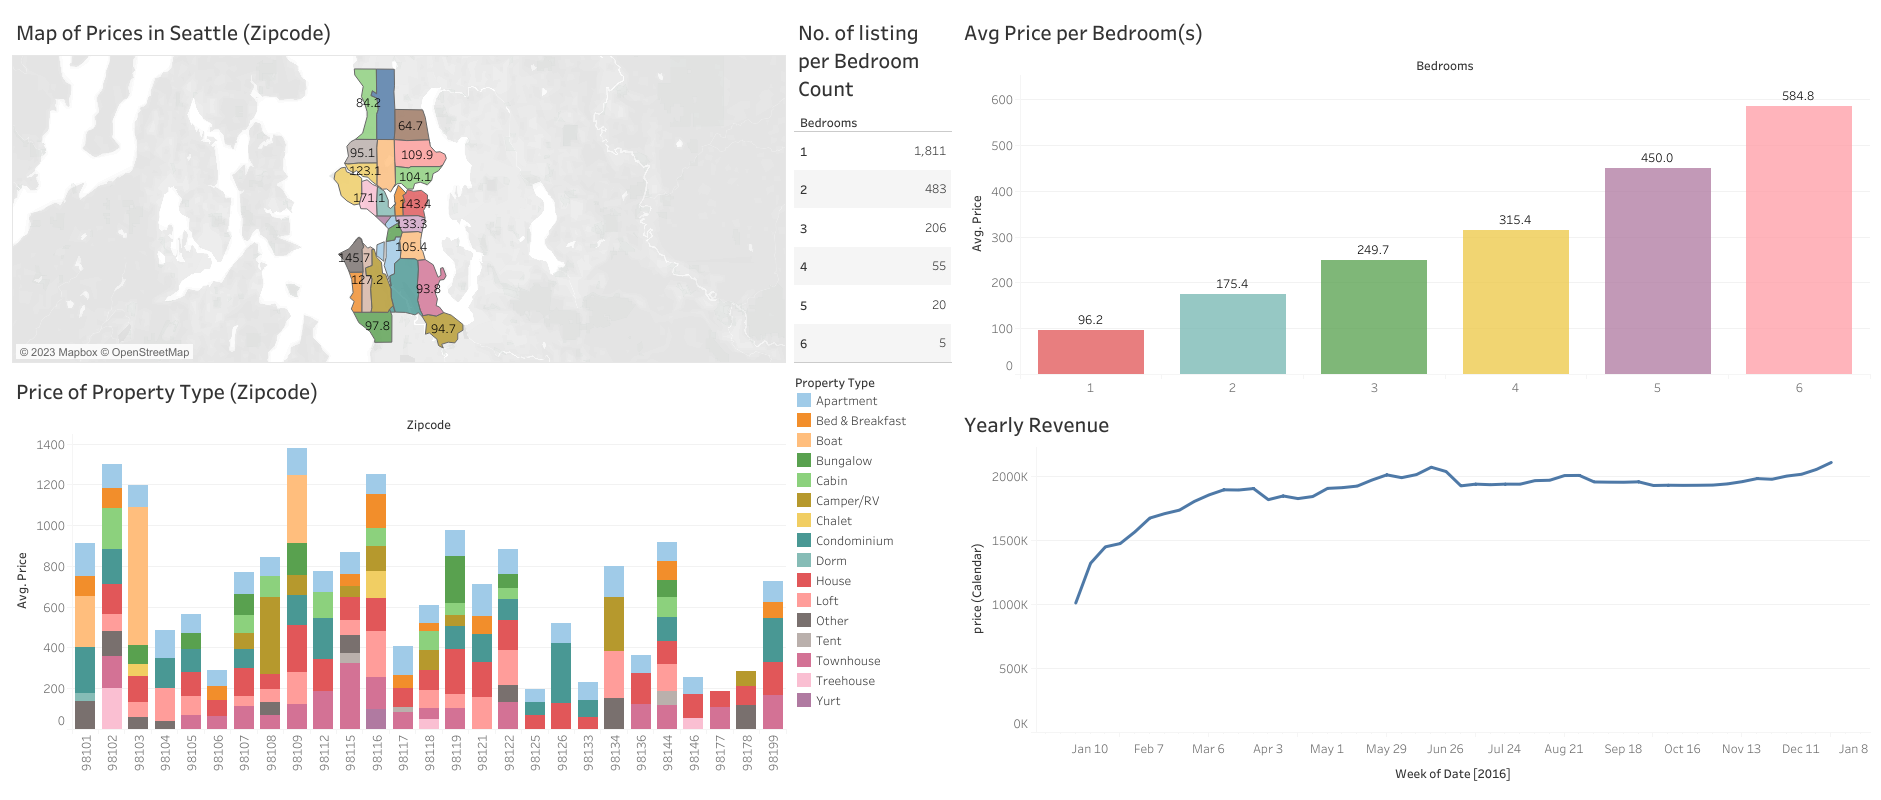 Map of Prices in Seattle (Zipcode)
84.2
64.7
95.1
109.9
123.1
104.1
171.1
143.4
133.3
105.4
145.7
127.2
93.8
97.8
94.7
© 2023 Mapbox © OpenStreetMap
No. of listing
per Bedroom
Count
Bedrooms
1 1,811
2 483
3 206
4 55
5 20
6 5
Avg Price per Bedroom(s)
Bedrooms
Avg. Price
600
500
400
300
200
100
0
96.2
175.4
249.7
315.4
450.0
584.8
1 2 3 4 5 6
Price of Property Type (Zipcode)
Zipcode
Avg. Price
1400
1200
1000
800
600
400
200
0
98101 98102 98103 98104 98105 98106 98107 98108 98109 98112 98115 98116 98117 98118 98119 98121 98122 98125 98126 98133 98134 98136 98144 98146 98177 98178 98199
Property Type
Apartment
Bed & Breakfast
Boat
Bungalow
Cabin
Camper/RV
Chalet
Condominium
Dorm
House
Loft
Other
Tent
Townhouse
Treehouse
Yurt
Yearly Revenue
price (Calendar)
2000K
1500K
1000K
500K
0K
Jan 10 Feb 7 Mar 6 Apr 3 May 1 May 29 Jun 26 Jul 24 Aug 21 Sep 18 Oct 16 Nov 13 Dec 11 Jan 8
Week of Date [2016]